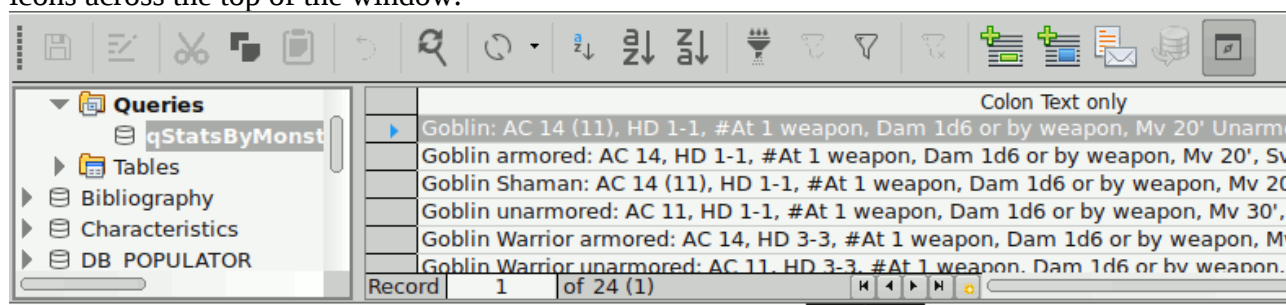 icons across the top of the window.
Queries
qStatsByMonst
Tables
Bibliography
Characteristics
DB POPULATOR
Colon Text only
Goblin: AC 14 (11), HD 1-1, #At 1 weapon, Dam 1d6 or by weapon, Mv 20' Unarm
Goblin armored: AC 14, HD 1-1, #At 1 weapon, Dam 1d6 or by weapon, Mv 20', Sv
Goblin Shaman: AC 14 (11), HD 1-1, #At 1 weapon, Dam 1d6 or by weapon, Mv 20
Goblin unarmored: AC 11, HD 1-1, #At 1 weapon, Dam 1d6 or by weapon, Mv 30',
Goblin Warrior armored: AC 14, HD 3-3, #At 1 weapon, Dam 1d6 or by weapon, M
Goblin Warrior unarmored: AC 11, HD 3-3, #At 1 weapon, Dam 1d6 or by weapon,
Record 1 of 24 (1)